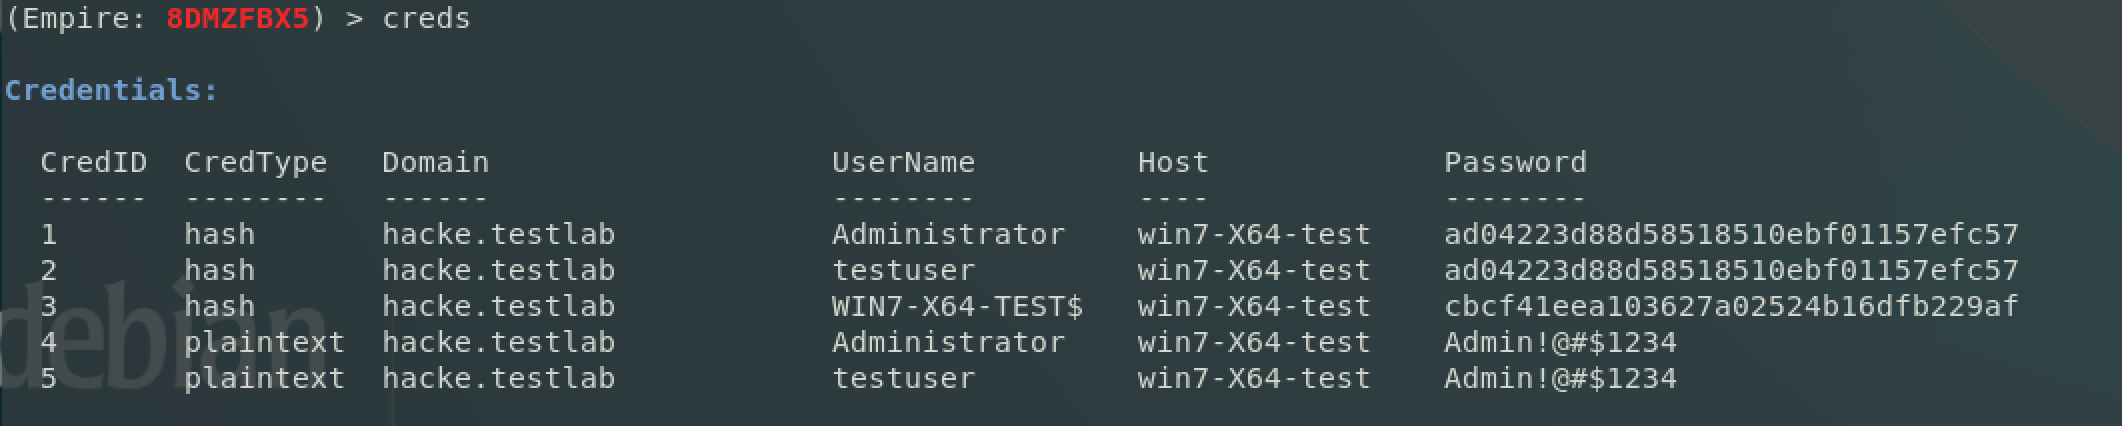 (Empire: 8DMZFBX5) > creds
Credentials:
CredID CredType Domain UserName Host Password
------ -------- ------ -------- ---- --------
1 hash hacke.testlab Administrator win7-X64-test ad04223d88d58518510ebf01157efc57
2 hash hacke.testlab testuser win7-X64-test ad04223d88d58518510ebf01157efc57
3 hash hacke.testlab WIN7-X64-TEST$ win7-X64-test cbcf41eea103627a02524b16dfb229af
4 plaintext hacke.testlab Administrator win7-X64-test Admin!@#$1234
5 plaintext hacke.testlab testuser win7-X64-test Admin!@#$1234
debian